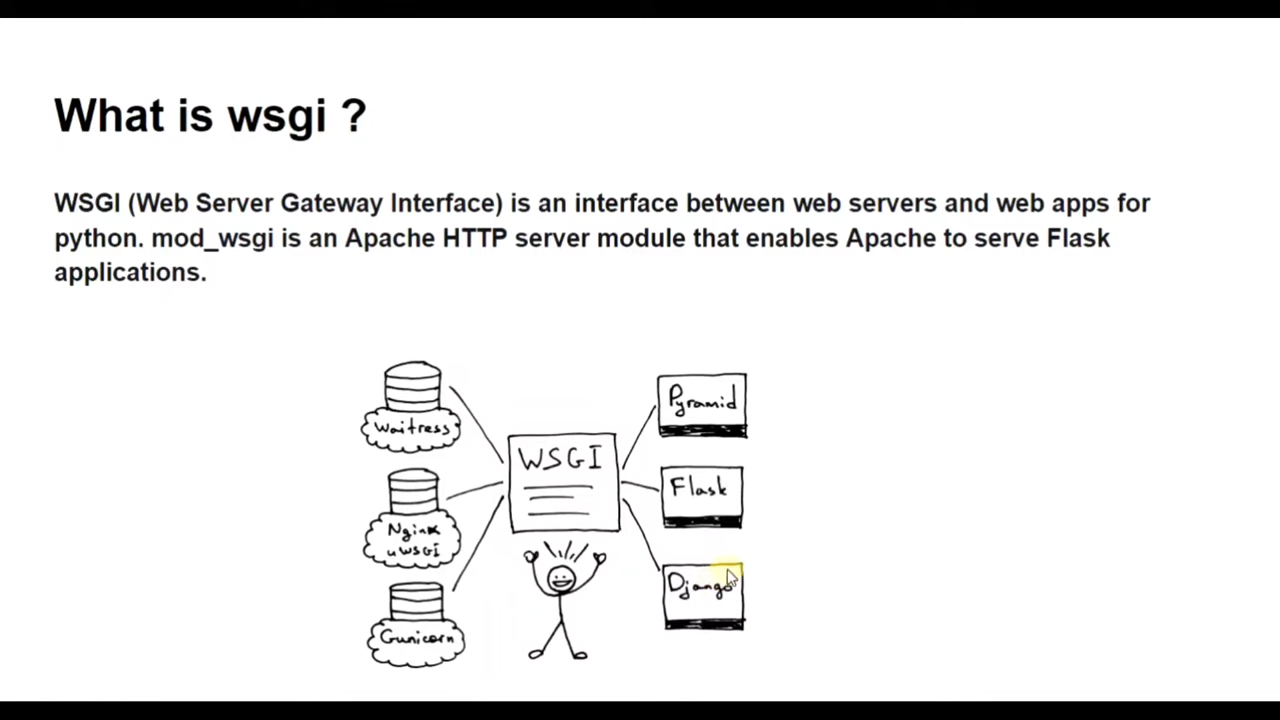 What is wsgi ?
WSGI (Web Server Gateway Interface) is an interface between web servers and web apps for
python. mod_wsgi is an Apache HTTP server module that enables Apache to serve Flask
applications.
Waitress
Nginx
uWSGI
Gunicorn
WSGI
Pyramid
Flask
Django